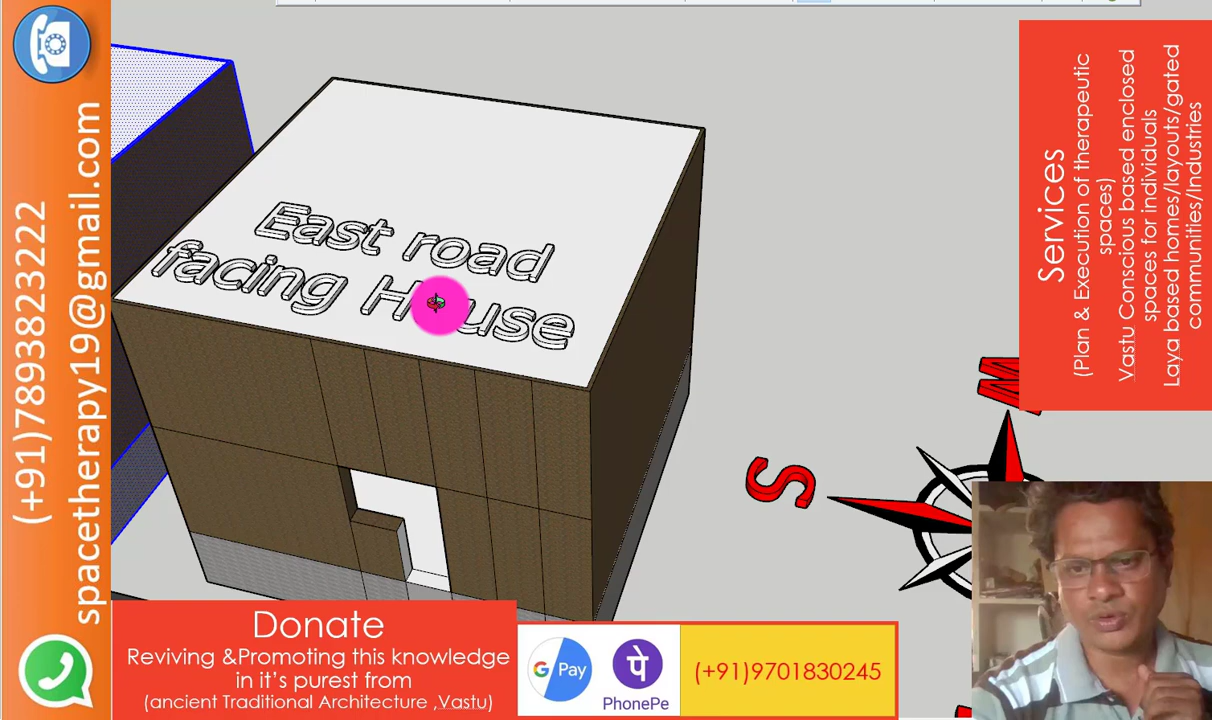 (+91)7893823222
spacetherapy19@gmail.com
East road
facing House
S
W
Services
(Plan & Execution of therapeutic
spaces)
Vastu Conscious based enclosed
spaces for individuals
Laya based homes/layouts/gated
communities/Industries
Donate
Reviving &Promoting this knowledge
in it's purest from
(ancient Traditional Architecture ,Vastu)
G Pay
पे
PhonePe
(+91)9701830245